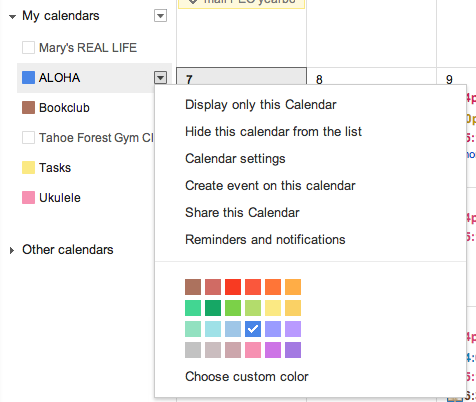 My calendars
Mary's REAL LIFE
ALOHA
Bookclub
Tahoe Forest Gym Cl
Tasks
Ukulele
Other calendars
7
8
9
Display only this Calendar
Hide this calendar from the list
Calendar settings
Create event on this calendar
Share this Calendar
Reminders and notifications
Choose custom color